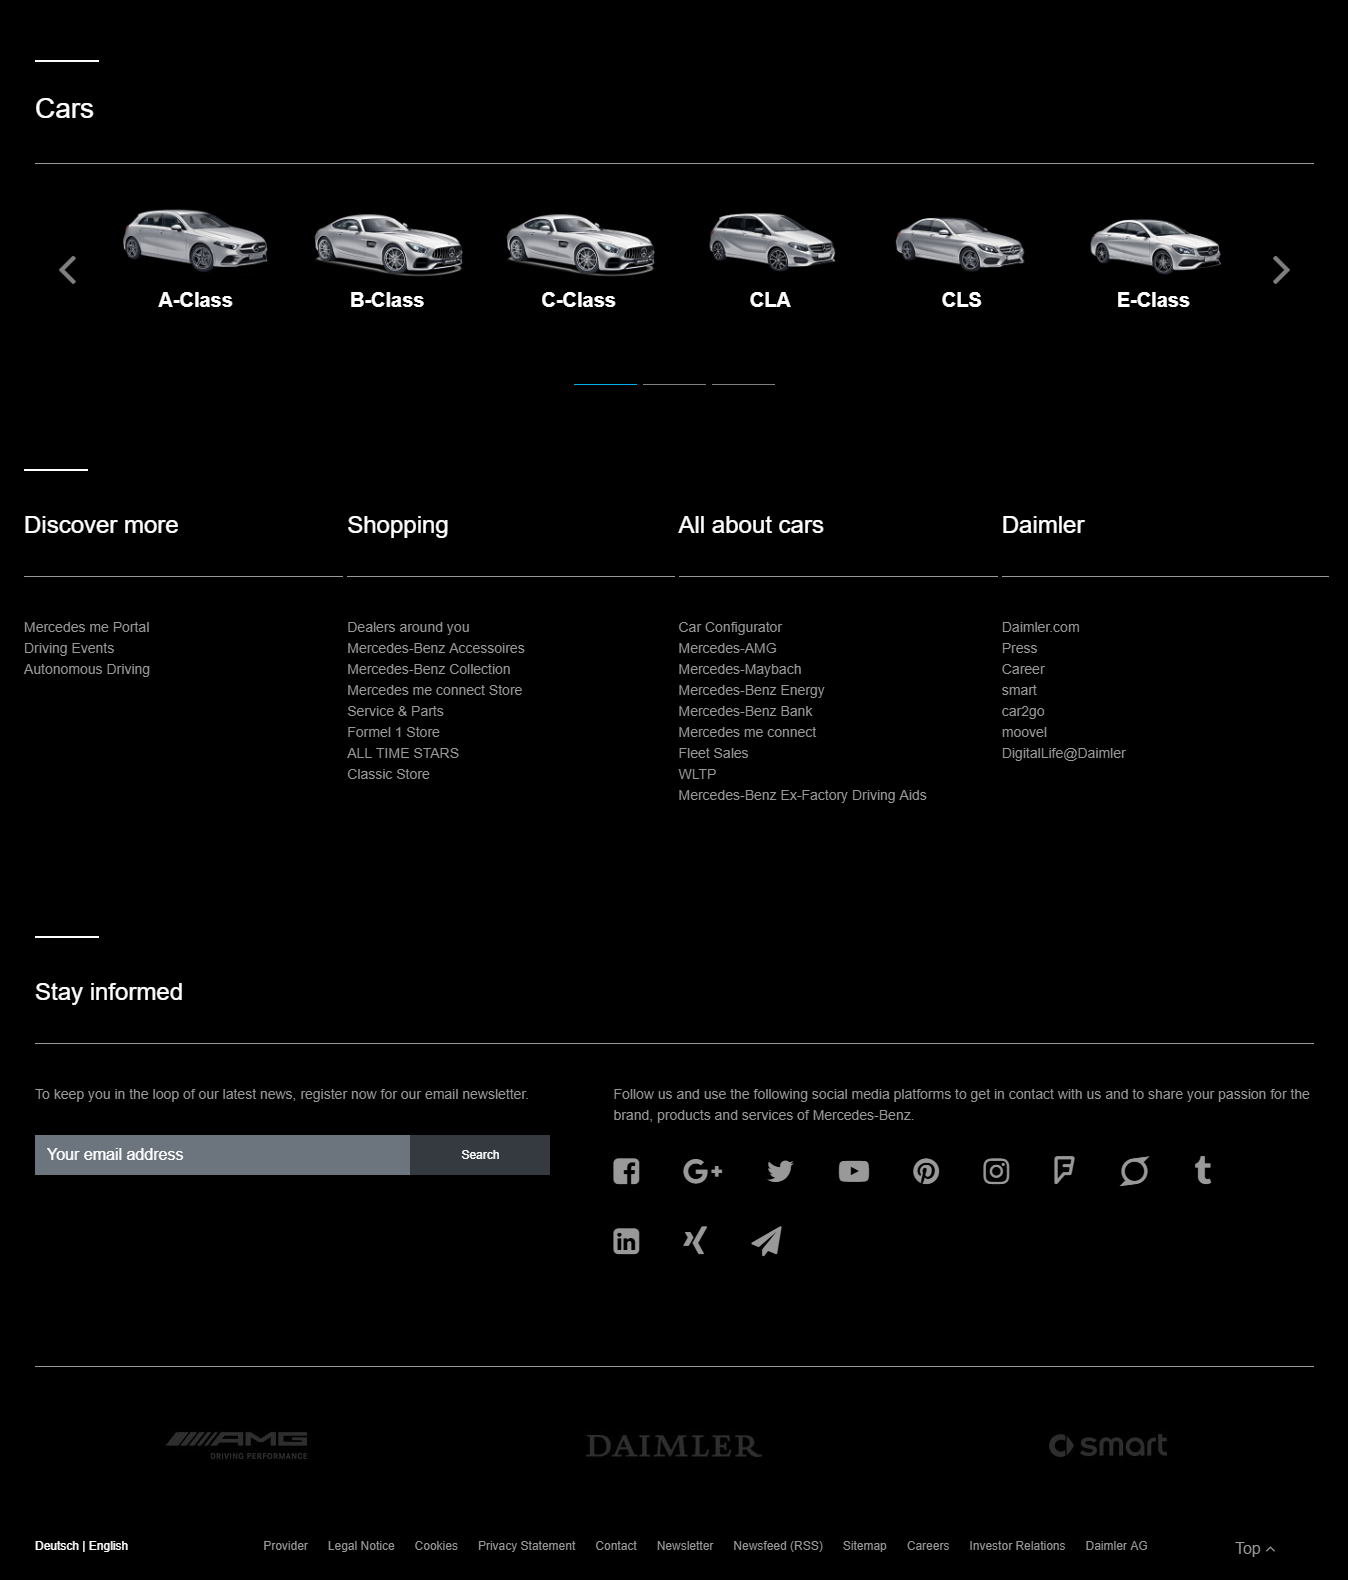 Cars
A-Class
B-Class
C-Class
CLA
CLS
E-Class
Discover more
Mercedes me Portal
Driving Events
Autonomous Driving
Shopping
Dealers around you
Mercedes-Benz Accessoires
Mercedes-Benz Collection
Mercedes me connect Store
Service & Parts
Formel 1 Store
ALL TIME STARS
Classic Store
All about cars
Car Configurator
Mercedes-AMG
Mercedes-Maybach
Mercedes-Benz Energy
Mercedes-Benz Bank
Mercedes me connect
Fleet Sales
WLTP
Mercedes-Benz Ex-Factory Driving Aids
Daimler
Daimler.com
Press
Career
smart
car2go
moovel
DigitalLife@Daimler
Stay informed
To keep you in the loop of our latest news, register now for our email newsletter.
Your email address
Search
Follow us and use the following social media platforms to get in contact with us and to share your passion for the
brand, products and services of Mercedes-Benz.
AMG
DRIVING PERFORMANCE
DAIMLER
smart
Deutsch | English
Provider
Legal Notice
Cookies
Privacy Statement
Contact
Newsletter
Newsfeed (RSS)
Sitemap
Careers
Investor Relations
Daimler AG
Top